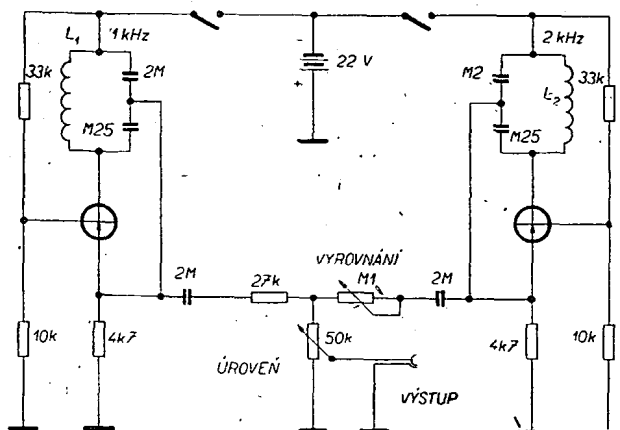 L₁
1 kHz
33k
2M
M25
22 V
+
2 kHz
M2
33k
L₂
M25
2M
27k
VYROVNÁNÍ
M1
2M
10k
4k7
ÚROVEŇ
50k
VÝSTUP
4k7
10k